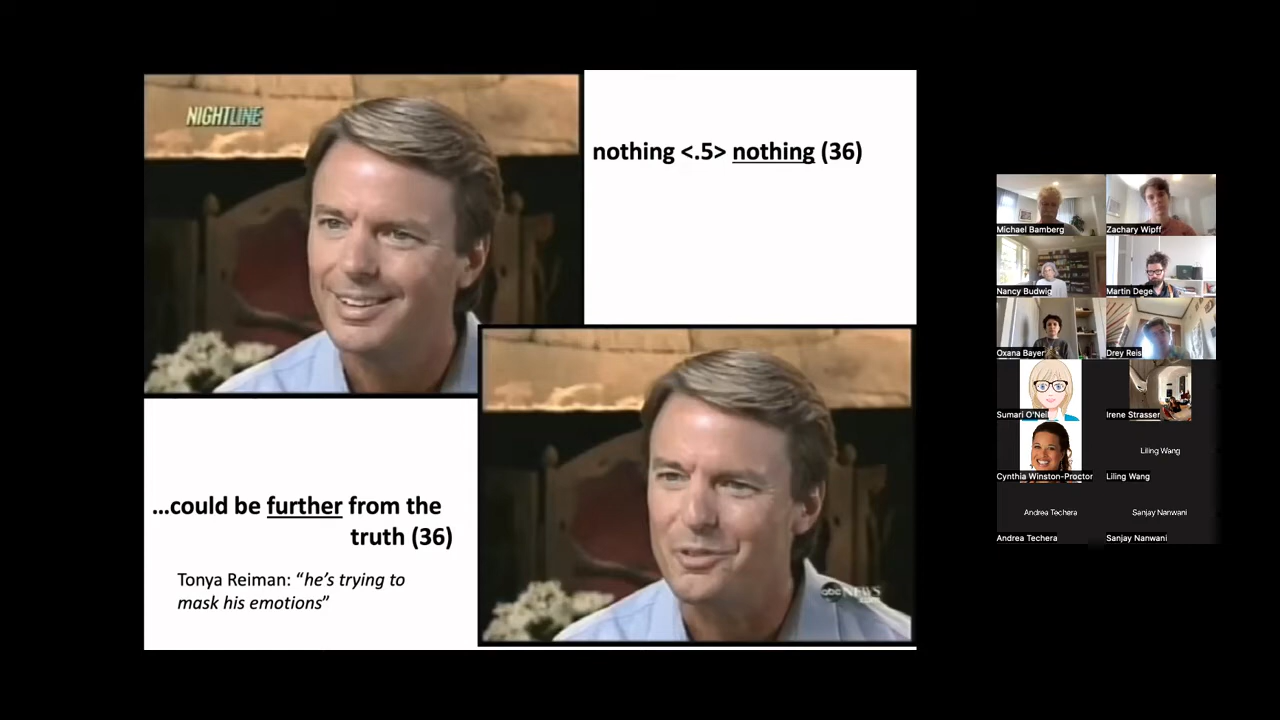 NIGHTLINE
nothing <.5> nothing (36)
...could be further from the
truth (36)
Tonya Reiman: “he’s trying to
mask his emotions”
abc NEWS
.com
Michael Bamberg
Zachary Wipff
Nancy Budwig
Martin Dege
Oxana Bayer
Drey Reis
Sumari O'Neil
Irene Strasser
Cynthia Winston-Proctor
Liling Wang
Liling Wang
Andrea Techera
Sanjay Nanwani
Andrea Techera
Sanjay Nanwani